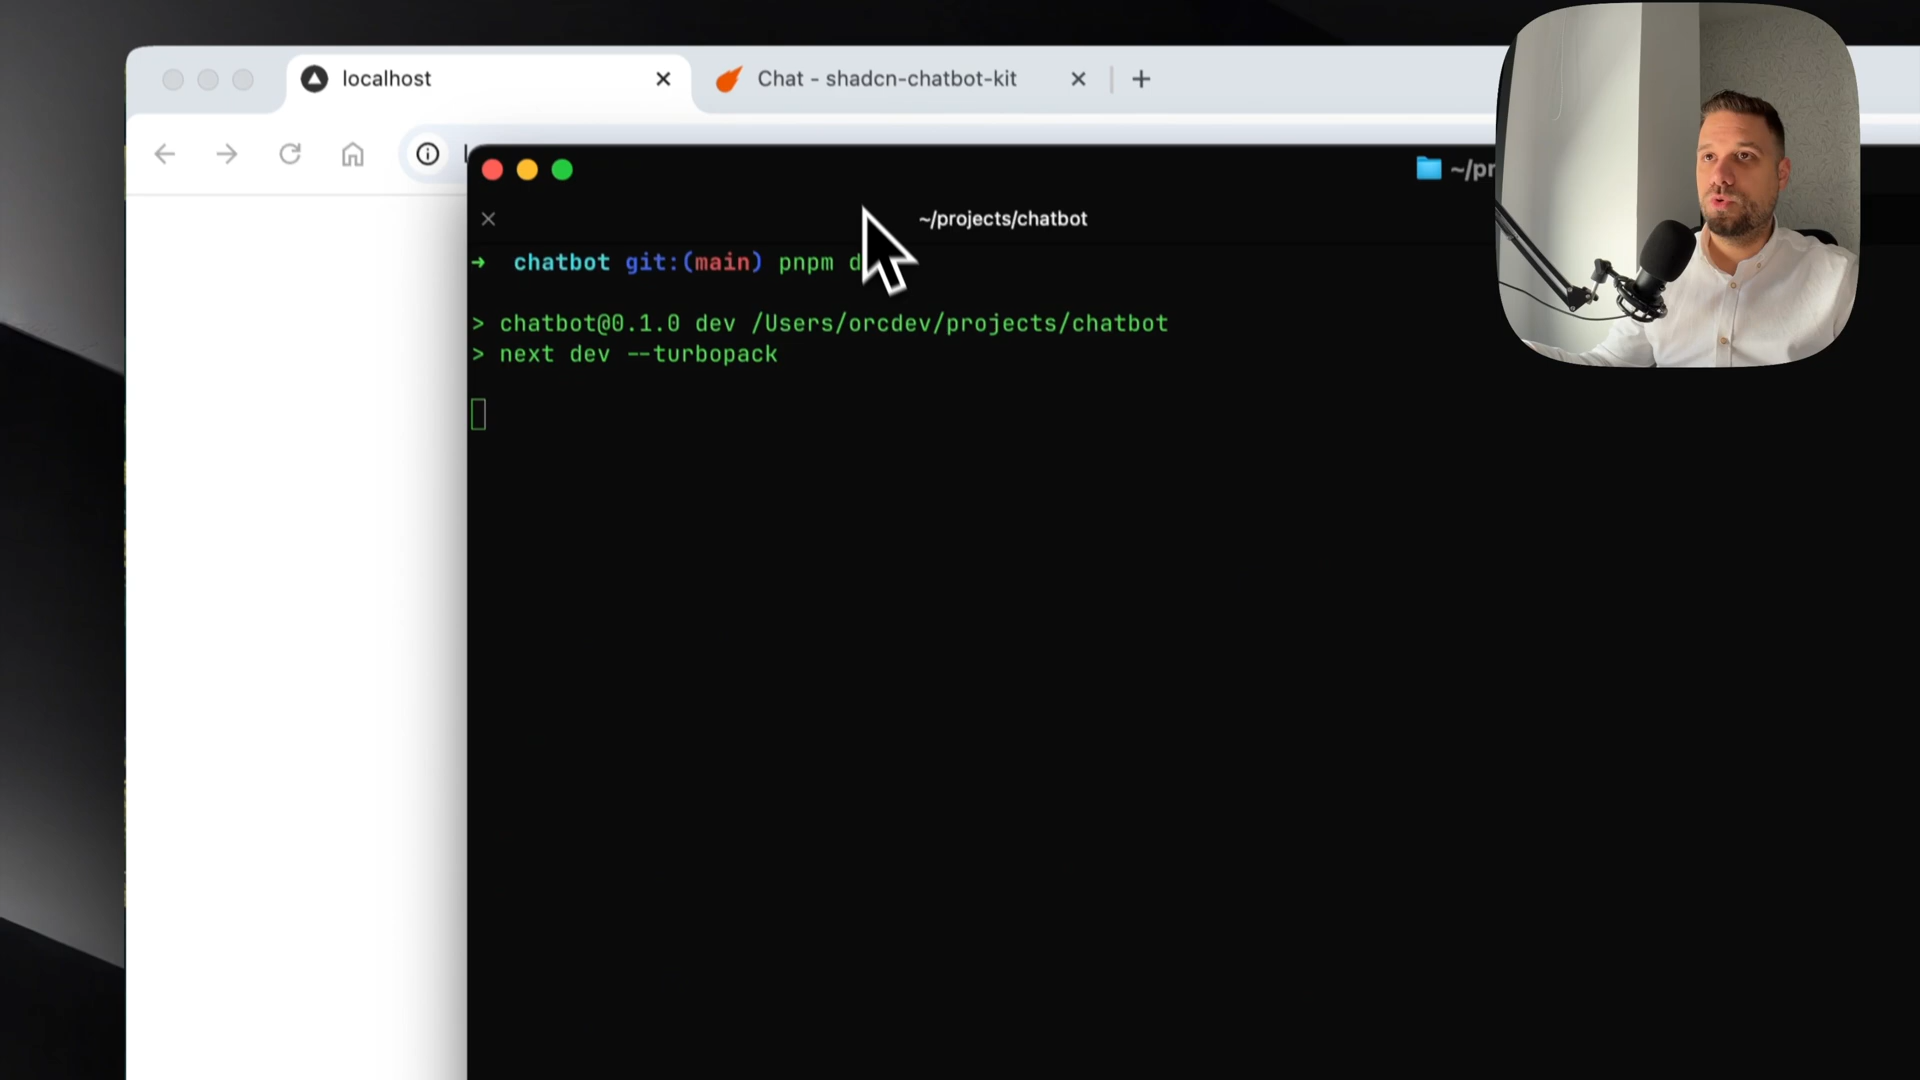 localhost
Chat - shadcn-chatbot-kit
~/pr
~/projects/chatbot
➜ chatbot git:(main) pnpm d
> chatbot@0.1.0 dev /Users/orcdev/projects/chatbot
> next dev --turbopack